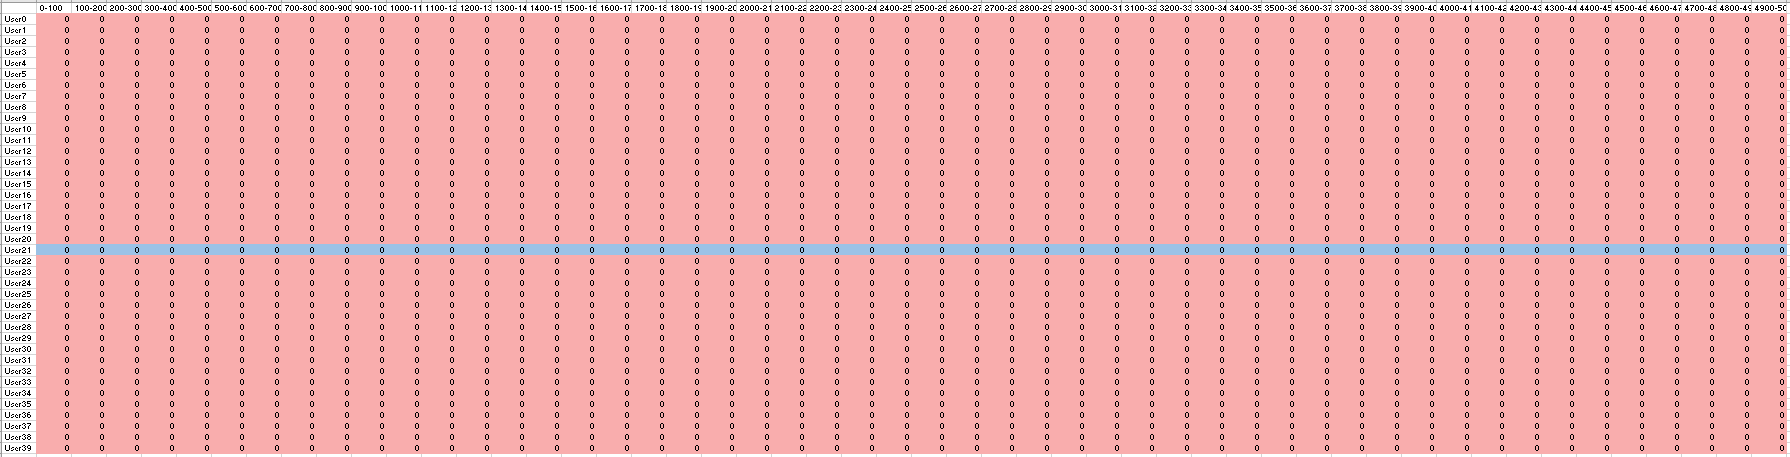 0-100 100-200 200-300 300-400 400-500 500-600 600-700 700-800 800-900 900-100 1000-11 1100-12 1200-13 1300-14 1400-15 1500-16 1600-17 1700-18 1800-19 1900-20 2000-21 2100-22 2200-23 2300-24 2400-25 2500-26 2600-27 2700-28 2800-29 2900-30 3000-31 3100-32 3200-33 3300-34 3400-35 3500-36 3600-37 3700-38 3800-39 3900-40 4000-41 4100-42 4200-43 4300-44 4400-45 4500-46 4600-47 4700-48 4800-49 4900-50
User0 0 0 0 0 0 0 0 0 0 0 0 0 0 0 0 0 0 0 0 0 0 0 0 0 0 0 0 0 0 0 0 0 0 0 0 0 0 0 0 0 0 0 0 0 0 0 0 0 0 0
User1 0 0 0 0 0 0 0 0 0 0 0 0 0 0 0 0 0 0 0 0 0 0 0 0 0 0 0 0 0 0 0 0 0 0 0 0 0 0 0 0 0 0 0 0 0 0 0 0 0 0
User2 0 0 0 0 0 0 0 0 0 0 0 0 0 0 0 0 0 0 0 0 0 0 0 0 0 0 0 0 0 0 0 0 0 0 0 0 0 0 0 0 0 0 0 0 0 0 0 0 0 0
User3 0 0 0 0 0 0 0 0 0 0 0 0 0 0 0 0 0 0 0 0 0 0 0 0 0 0 0 0 0 0 0 0 0 0 0 0 0 0 0 0 0 0 0 0 0 0 0 0 0 0
User4 0 0 0 0 0 0 0 0 0 0 0 0 0 0 0 0 0 0 0 0 0 0 0 0 0 0 0 0 0 0 0 0 0 0 0 0 0 0 0 0 0 0 0 0 0 0 0 0 0 0
User5 0 0 0 0 0 0 0 0 0 0 0 0 0 0 0 0 0 0 0 0 0 0 0 0 0 0 0 0 0 0 0 0 0 0 0 0 0 0 0 0 0 0 0 0 0 0 0 0 0 0
User6 0 0 0 0 0 0 0 0 0 0 0 0 0 0 0 0 0 0 0 0 0 0 0 0 0 0 0 0 0 0 0 0 0 0 0 0 0 0 0 0 0 0 0 0 0 0 0 0 0 0
User7 0 0 0 0 0 0 0 0 0 0 0 0 0 0 0 0 0 0 0 0 0 0 0 0 0 0 0 0 0 0 0 0 0 0 0 0 0 0 0 0 0 0 0 0 0 0 0 0 0 0
User8 0 0 0 0 0 0 0 0 0 0 0 0 0 0 0 0 0 0 0 0 0 0 0 0 0 0 0 0 0 0 0 0 0 0 0 0 0 0 0 0 0 0 0 0 0 0 0 0 0 0
User9 0 0 0 0 0 0 0 0 0 0 0 0 0 0 0 0 0 0 0 0 0 0 0 0 0 0 0 0 0 0 0 0 0 0 0 0 0 0 0 0 0 0 0 0 0 0 0 0 0 0
User10 0 0 0 0 0 0 0 0 0 0 0 0 0 0 0 0 0 0 0 0 0 0 0 0 0 0 0 0 0 0 0 0 0 0 0 0 0 0 0 0 0 0 0 0 0 0 0 0 0 0
User11 0 0 0 0 0 0 0 0 0 0 0 0 0 0 0 0 0 0 0 0 0 0 0 0 0 0 0 0 0 0 0 0 0 0 0 0 0 0 0 0 0 0 0 0 0 0 0 0 0 0
User12 0 0 0 0 0 0 0 0 0 0 0 0 0 0 0 0 0 0 0 0 0 0 0 0 0 0 0 0 0 0 0 0 0 0 0 0 0 0 0 0 0 0 0 0 0 0 0 0 0 0
User13 0 0 0 0 0 0 0 0 0 0 0 0 0 0 0 0 0 0 0 0 0 0 0 0 0 0 0 0 0 0 0 0 0 0 0 0 0 0 0 0 0 0 0 0 0 0 0 0 0 0
User14 0 0 0 0 0 0 0 0 0 0 0 0 0 0 0 0 0 0 0 0 0 0 0 0 0 0 0 0 0 0 0 0 0 0 0 0 0 0 0 0 0 0 0 0 0 0 0 0 0 0
User15 0 0 0 0 0 0 0 0 0 0 0 0 0 0 0 0 0 0 0 0 0 0 0 0 0 0 0 0 0 0 0 0 0 0 0 0 0 0 0 0 0 0 0 0 0 0 0 0 0 0
User16 0 0 0 0 0 0 0 0 0 0 0 0 0 0 0 0 0 0 0 0 0 0 0 0 0 0 0 0 0 0 0 0 0 0 0 0 0 0 0 0 0 0 0 0 0 0 0 0 0 0
User17 0 0 0 0 0 0 0 0 0 0 0 0 0 0 0 0 0 0 0 0 0 0 0 0 0 0 0 0 0 0 0 0 0 0 0 0 0 0 0 0 0 0 0 0 0 0 0 0 0 0
User18 0 0 0 0 0 0 0 0 0 0 0 0 0 0 0 0 0 0 0 0 0 0 0 0 0 0 0 0 0 0 0 0 0 0 0 0 0 0 0 0 0 0 0 0 0 0 0 0 0 0
User19 0 0 0 0 0 0 0 0 0 0 0 0 0 0 0 0 0 0 0 0 0 0 0 0 0 0 0 0 0 0 0 0 0 0 0 0 0 0 0 0 0 0 0 0 0 0 0 0 0 0
User20 0 0 0 0 0 0 0 0 0 0 0 0 0 0 0 0 0 0 0 0 0 0 0 0 0 0 0 0 0 0 0 0 0 0 0 0 0 0 0 0 0 0 0 0 0 0 0 0 0 0
User21 0 0 0 0 0 0 0 0 0 0 0 0 0 0 0 0 0 0 0 0 0 0 0 0 0 0 0 0 0 0 0 0 0 0 0 0 0 0 0 0 0 0 0 0 0 0 0 0 0 0
User22 0 0 0 0 0 0 0 0 0 0 0 0 0 0 0 0 0 0 0 0 0 0 0 0 0 0 0 0 0 0 0 0 0 0 0 0 0 0 0 0 0 0 0 0 0 0 0 0 0 0
User23 0 0 0 0 0 0 0 0 0 0 0 0 0 0 0 0 0 0 0 0 0 0 0 0 0 0 0 0 0 0 0 0 0 0 0 0 0 0 0 0 0 0 0 0 0 0 0 0 0 0
User24 0 0 0 0 0 0 0 0 0 0 0 0 0 0 0 0 0 0 0 0 0 0 0 0 0 0 0 0 0 0 0 0 0 0 0 0 0 0 0 0 0 0 0 0 0 0 0 0 0 0
User25 0 0 0 0 0 0 0 0 0 0 0 0 0 0 0 0 0 0 0 0 0 0 0 0 0 0 0 0 0 0 0 0 0 0 0 0 0 0 0 0 0 0 0 0 0 0 0 0 0 0
User26 0 0 0 0 0 0 0 0 0 0 0 0 0 0 0 0 0 0 0 0 0 0 0 0 0 0 0 0 0 0 0 0 0 0 0 0 0 0 0 0 0 0 0 0 0 0 0 0 0 0
User27 0 0 0 0 0 0 0 0 0 0 0 0 0 0 0 0 0 0 0 0 0 0 0 0 0 0 0 0 0 0 0 0 0 0 0 0 0 0 0 0 0 0 0 0 0 0 0 0 0 0
User28 0 0 0 0 0 0 0 0 0 0 0 0 0 0 0 0 0 0 0 0 0 0 0 0 0 0 0 0 0 0 0 0 0 0 0 0 0 0 0 0 0 0 0 0 0 0 0 0 0 0
User29 0 0 0 0 0 0 0 0 0 0 0 0 0 0 0 0 0 0 0 0 0 0 0 0 0 0 0 0 0 0 0 0 0 0 0 0 0 0 0 0 0 0 0 0 0 0 0 0 0 0
User30 0 0 0 0 0 0 0 0 0 0 0 0 0 0 0 0 0 0 0 0 0 0 0 0 0 0 0 0 0 0 0 0 0 0 0 0 0 0 0 0 0 0 0 0 0 0 0 0 0 0
User31 0 0 0 0 0 0 0 0 0 0 0 0 0 0 0 0 0 0 0 0 0 0 0 0 0 0 0 0 0 0 0 0 0 0 0 0 0 0 0 0 0 0 0 0 0 0 0 0 0 0
User32 0 0 0 0 0 0 0 0 0 0 0 0 0 0 0 0 0 0 0 0 0 0 0 0 0 0 0 0 0 0 0 0 0 0 0 0 0 0 0 0 0 0 0 0 0 0 0 0 0 0
User33 0 0 0 0 0 0 0 0 0 0 0 0 0 0 0 0 0 0 0 0 0 0 0 0 0 0 0 0 0 0 0 0 0 0 0 0 0 0 0 0 0 0 0 0 0 0 0 0 0 0
User34 0 0 0 0 0 0 0 0 0 0 0 0 0 0 0 0 0 0 0 0 0 0 0 0 0 0 0 0 0 0 0 0 0 0 0 0 0 0 0 0 0 0 0 0 0 0 0 0 0 0
User35 0 0 0 0 0 0 0 0 0 0 0 0 0 0 0 0 0 0 0 0 0 0 0 0 0 0 0 0 0 0 0 0 0 0 0 0 0 0 0 0 0 0 0 0 0 0 0 0 0 0
User36 0 0 0 0 0 0 0 0 0 0 0 0 0 0 0 0 0 0 0 0 0 0 0 0 0 0 0 0 0 0 0 0 0 0 0 0 0 0 0 0 0 0 0 0 0 0 0 0 0 0
User37 0 0 0 0 0 0 0 0 0 0 0 0 0 0 0 0 0 0 0 0 0 0 0 0 0 0 0 0 0 0 0 0 0 0 0 0 0 0 0 0 0 0 0 0 0 0 0 0 0 0
User38 0 0 0 0 0 0 0 0 0 0 0 0 0 0 0 0 0 0 0 0 0 0 0 0 0 0 0 0 0 0 0 0 0 0 0 0 0 0 0 0 0 0 0 0 0 0 0 0 0 0
User39 0 0 0 0 0 0 0 0 0 0 0 0 0 0 0 0 0 0 0 0 0 0 0 0 0 0 0 0 0 0 0 0 0 0 0 0 0 0 0 0 0 0 0 0 0 0 0 0 0 0